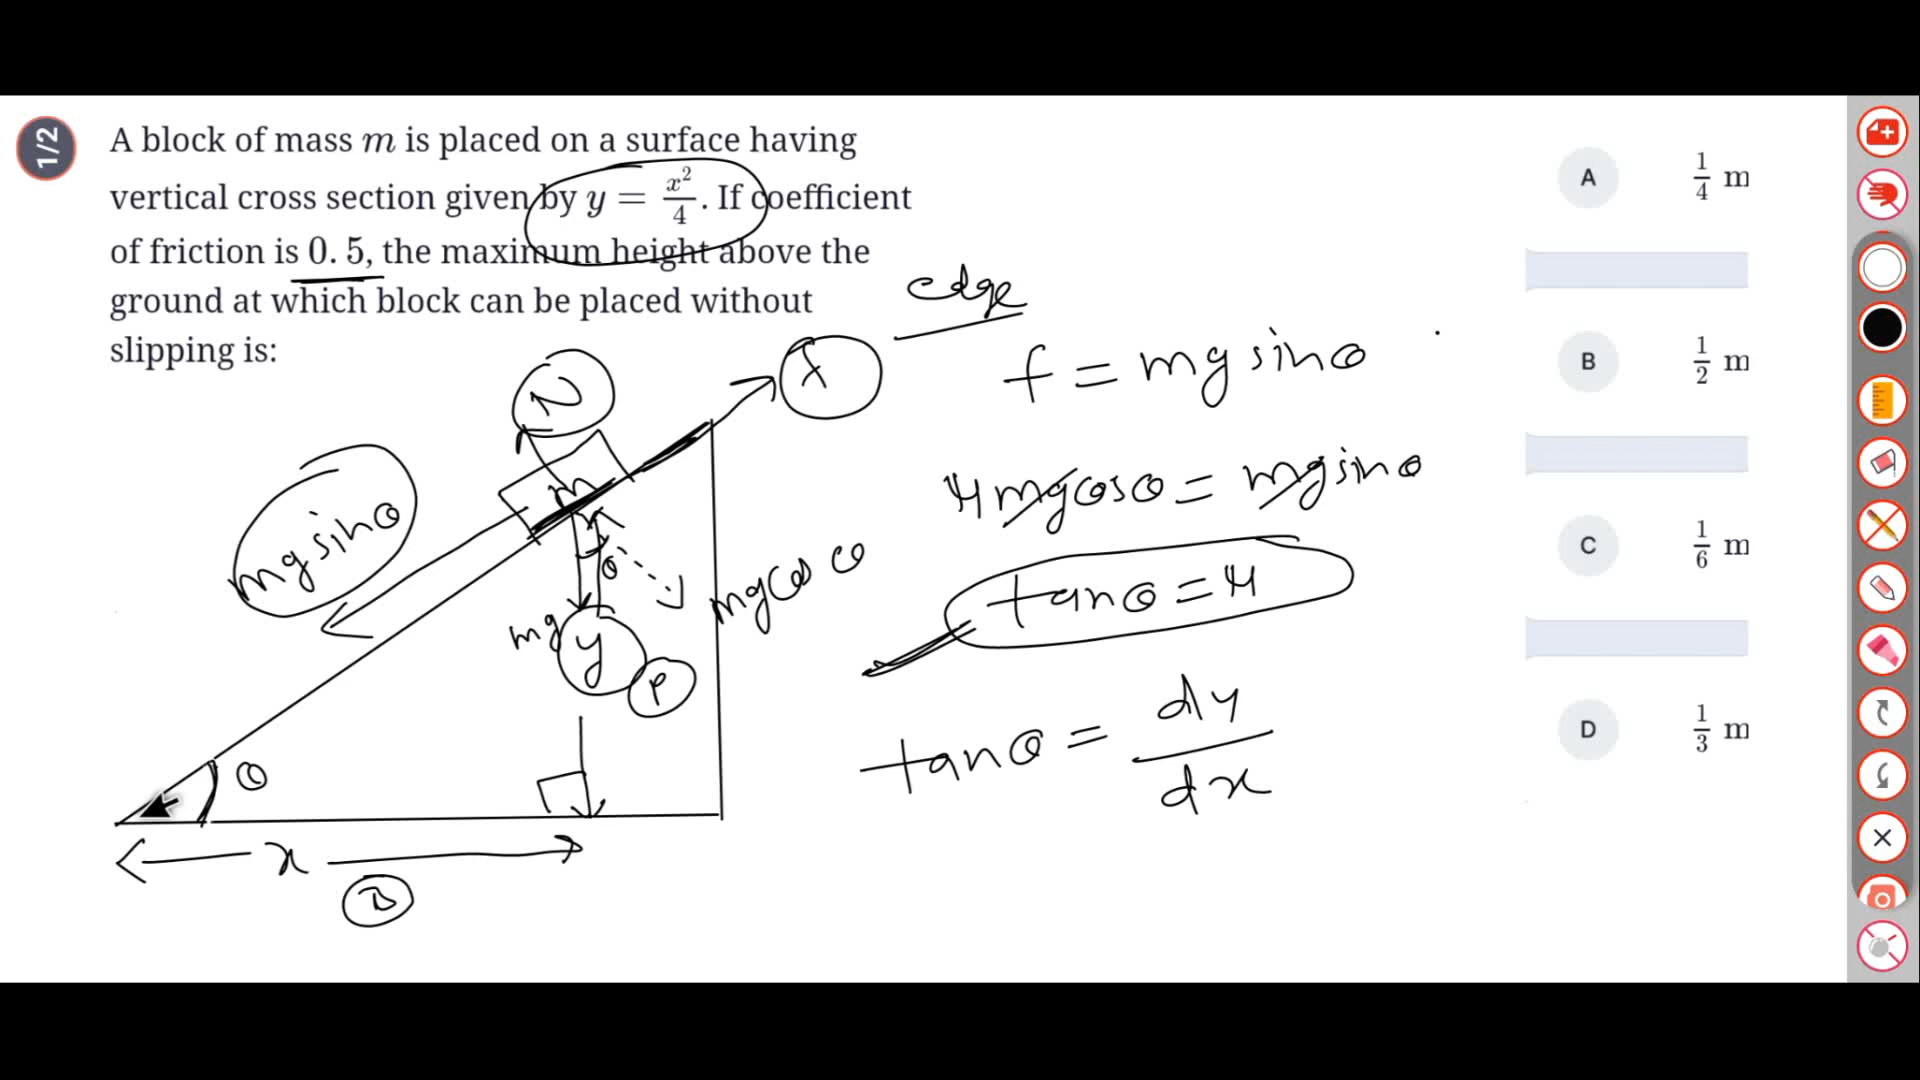 1/2
A block of mass m is placed on a surface having
vertical cross section given by y = x²/4. If coefficient
of friction is 0.5, the maximum height above the
ground at which block can be placed without
slipping is:
A 1/4 m
B 1/2 m
C 1/6 m
D 1/3 m
edge
f
N
m
mg sinθ
θ
mg cos θ
mg
y
P
θ
x
B
f = mg sinθ
μ mg cosθ = mg sinθ
tanθ = μ
tanθ = dy/dx